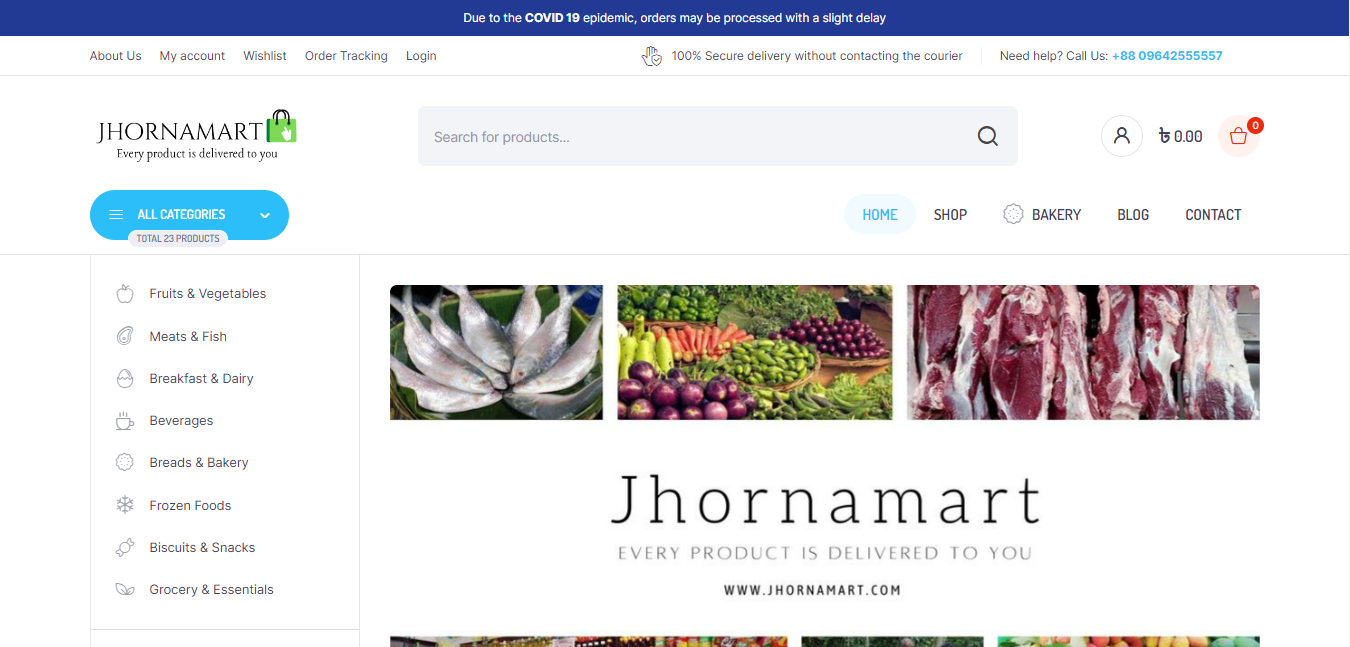 Due to the COVID 19 epidemic, orders may be processed with a slight delay
About Us My account Wishlist Order Tracking Login 100% Secure delivery without contacting the courier Need help? Call Us: +88 09642555557
JHORNAMART
Every product is delivered to you
Search for products...
৳ 0.00
0
ALL CATEGORIES
TOTAL 23 PRODUCTS
HOME SHOP BAKERY BLOG CONTACT
Fruits & Vegetables
Meats & Fish
Breakfast & Dairy
Beverages
Breads & Bakery
Frozen Foods
Biscuits & Snacks
Grocery & Essentials
Jhornamart
EVERY PRODUCT IS DELIVERED TO YOU
WWW.JHORNAMART.COM